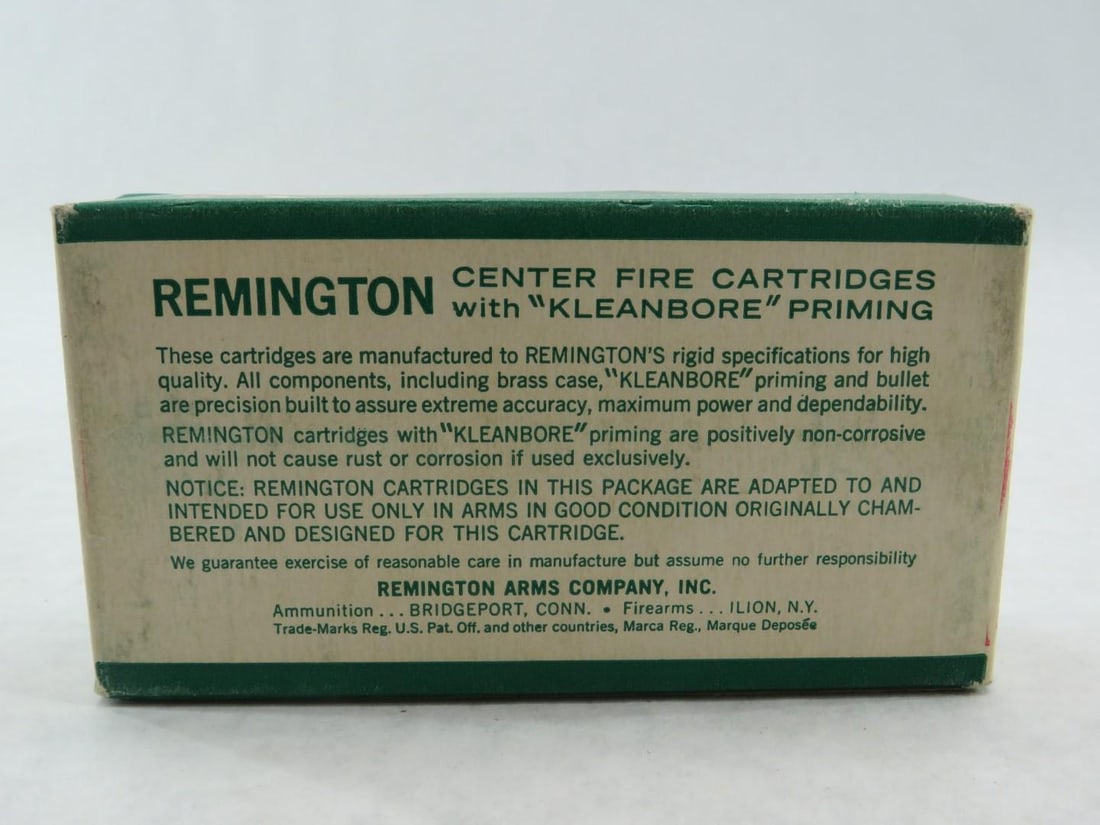 REMINGTON CENTER FIRE CARTRIDGES
with "KLEANBORE" PRIMING
These cartridges are manufactured to REMINGTON'S rigid specifications for high
quality. All components, including brass case, "KLEANBORE" priming and bullet
are precision built to assure extreme accuracy, maximum power and dependability.
REMINGTON cartridges with "KLEANBORE" priming are positively non-corrosive
and will not cause rust or corrosion if used exclusively.
NOTICE: REMINGTON CARTRIDGES IN THIS PACKAGE ARE ADAPTED TO AND
INTENDED FOR USE ONLY IN ARMS IN GOOD CONDITION ORIGINALLY CHAM-
BERED AND DESIGNED FOR THIS CARTRIDGE.
We guarantee exercise of reasonable care in manufacture but assume no further responsibility
REMINGTON ARMS COMPANY, INC.
Ammunition . . . BRIDGEPORT, CONN. • Firearms . . . ILION, N.Y.
Trade-Marks Reg. U.S. Pat. Off. and other countries, Marca Reg., Marque Deposée